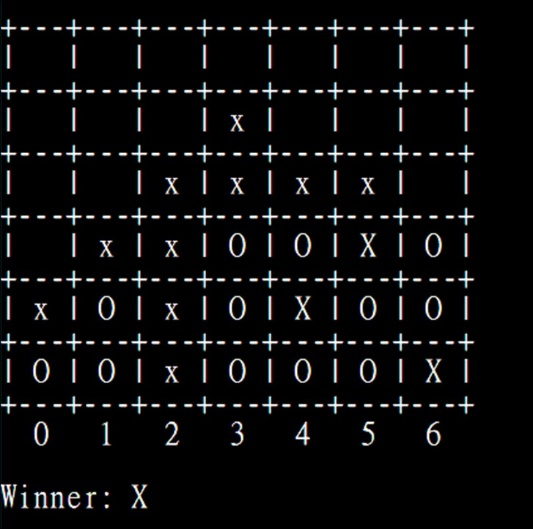 +---+---+---+---+---+---+---+
|   |   |   |   |   |   |   |
+---+---+---+---+---+---+---+
|   |   |   | x |   |   |   |
+---+---+---+---+---+---+---+
|   |   | x | x | x | x |   |
+---+---+---+---+---+---+---+
|   | x | x | O | O | X | O |
+---+---+---+---+---+---+---+
| x | O | x | O | X | O | O |
+---+---+---+---+---+---+---+
| O | O | x | O | O | O | X |
+---+---+---+---+---+---+---+
  0   1   2   3   4   5   6
Winner: X